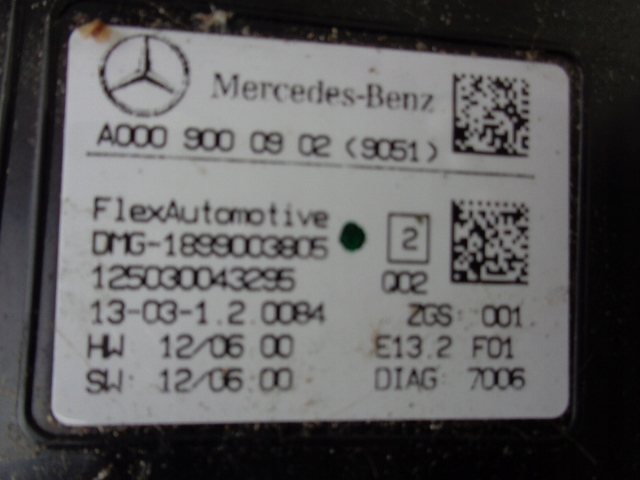 Mercedes-Benz
A000 900 09 02 (9051)
FlexAutomotive
DMG-1899003805 2
125030043295 Q02
13-03-1.2 0084 ZGS: 001
HW: 12/06 00 E13.2 F01
SW: 12/06:00 DIAG: 7006